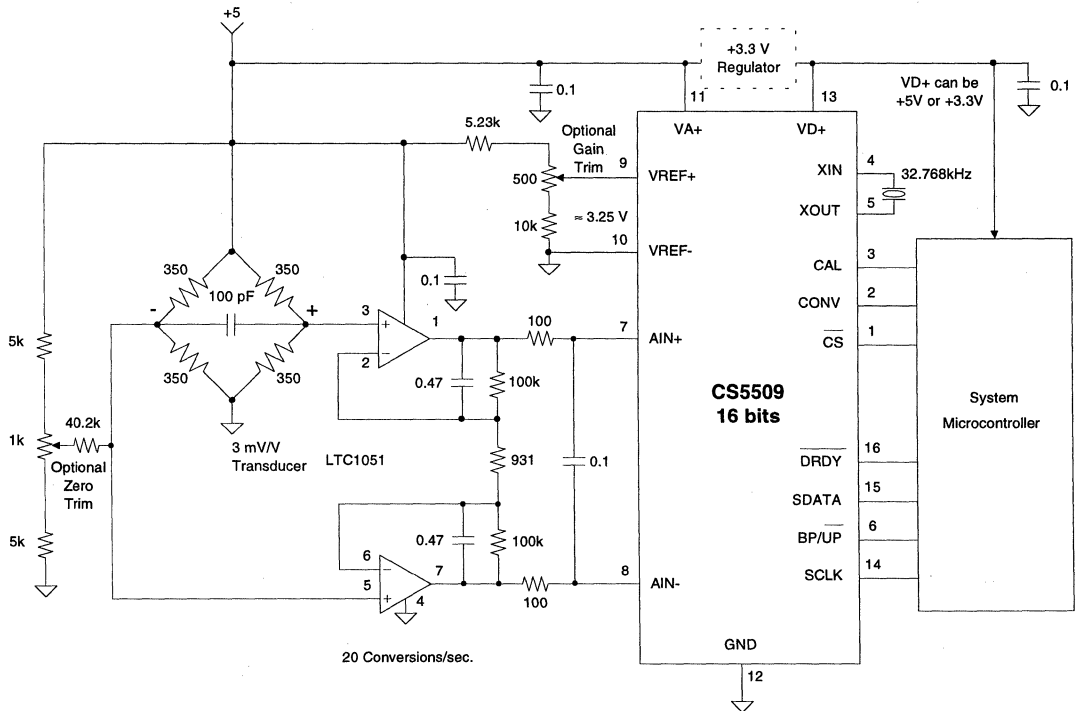 +5
+3.3 V
Regulator
0.1
11
13
VD+ can be
+5V or +3.3V
0.1
5.23k
Optional
Gain
Trim
VA+
VD+
500
9
VREF+
XIN
4
32.768kHz
XOUT
5
10k
≈ 3.25 V
10
VREF-
350
350
100 pF
-
+
0.1
CAL
3
CONV
2
3
+
1
100
7
AIN+
CS
1
5k
-
2
350
350
0.47
100k
CS5509
16 bits
System
Microcontroller
1k
40.2k
Optional
Zero
Trim
3 mV/V
Transducer
LTC1051
931
0.1
DRDY
16
SDATA
15
5k
6
-
0.47
100k
BP/UP
6
5
+
7
4
100
8
AIN-
SCLK
14
20 Conversions/sec.
GND
12